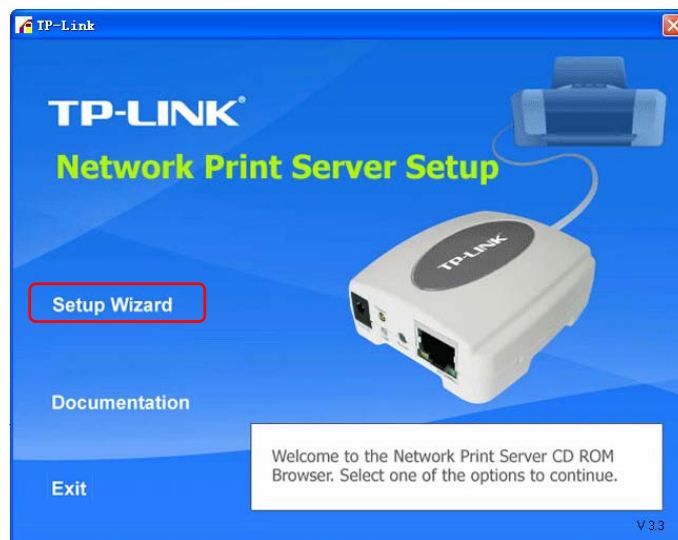 TP-Link
TP-LINK®
Network Print Server Setup
TP-LINK
Setup Wizard
Documentation
Welcome to the Network Print Server CD ROM
Browser. Select one of the options to continue.
Exit
V 3.3